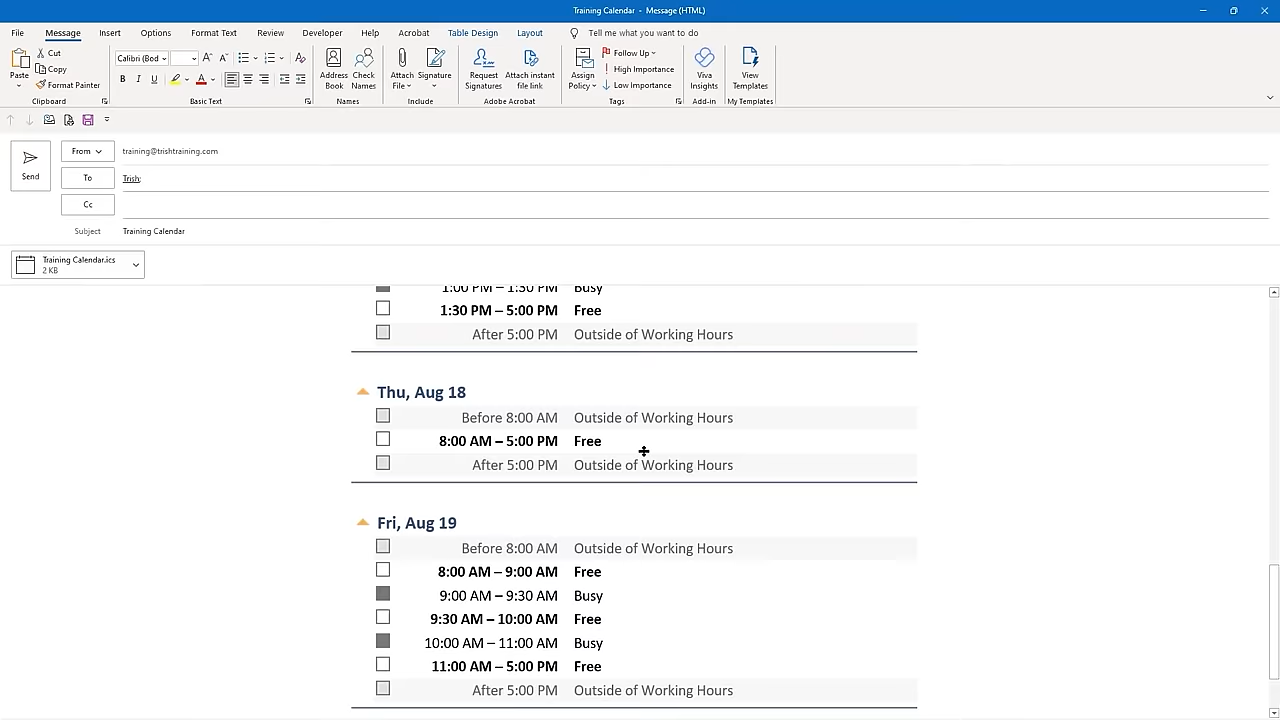 Training Calendar - Message (HTML)
File Message Insert Options Format Text Review Developer Help Acrobat Table Design Layout Tell me what you want to do
Paste
Cut
Copy
Format Painter
Clipboard
Calibri (Bod
B I U
Basic Text
Address Book
Check Names
Names
Attach File
Signature
Include
Request Signatures
Attach instant file link
Adobe Acrobat
Assign Policy
Follow Up
High Importance
Low Importance
Tags
Viva Insights
Add-in
View Templates
My Templates
Send
From training@trishtraining.com
To Trish;
Cc
Subject Training Calendar
Training Calendar.ics
2 KB
1:00 PM – 1:30 PM Busy
1:30 PM – 5:00 PM Free
After 5:00 PM Outside of Working Hours
Thu, Aug 18
Before 8:00 AM Outside of Working Hours
8:00 AM – 5:00 PM Free
After 5:00 PM Outside of Working Hours
Fri, Aug 19
Before 8:00 AM Outside of Working Hours
8:00 AM – 9:00 AM Free
9:00 AM – 9:30 AM Busy
9:30 AM – 10:00 AM Free
10:00 AM – 11:00 AM Busy
11:00 AM – 5:00 PM Free
After 5:00 PM Outside of Working Hours